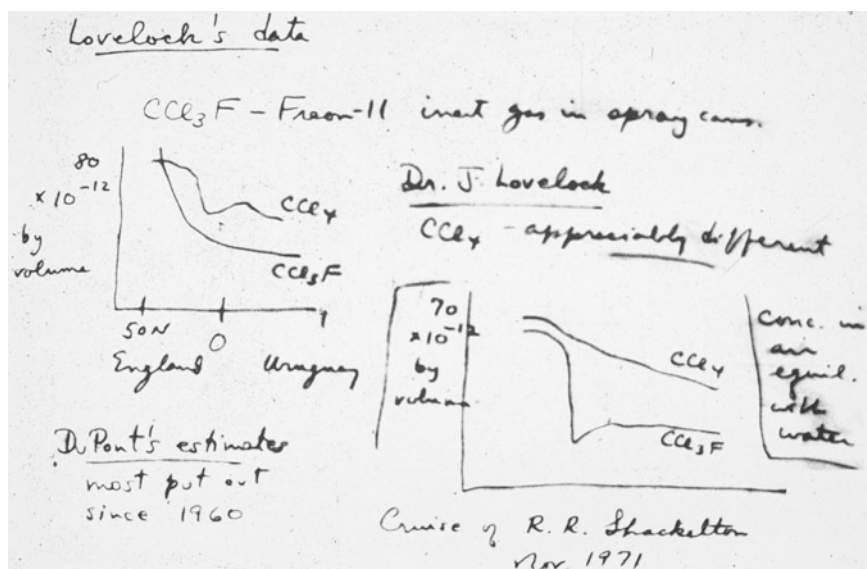 Lovelock's data
CCl₃F - Freon-11 inert gas in spray cans.
80
× 10⁻¹²
by
volume
CCl₄
CCl₃F
50N
0
England Uruguay
Dr. J Lovelock
CCl₄ - appreciably different
70
×10⁻¹²
by
volume
CCl₄
CCl₃F
Conc. in
air
equil.
with
water
DuPont's estimates
most put out
since 1960
Cruise of R.R. Shackelton
Nov. 1971